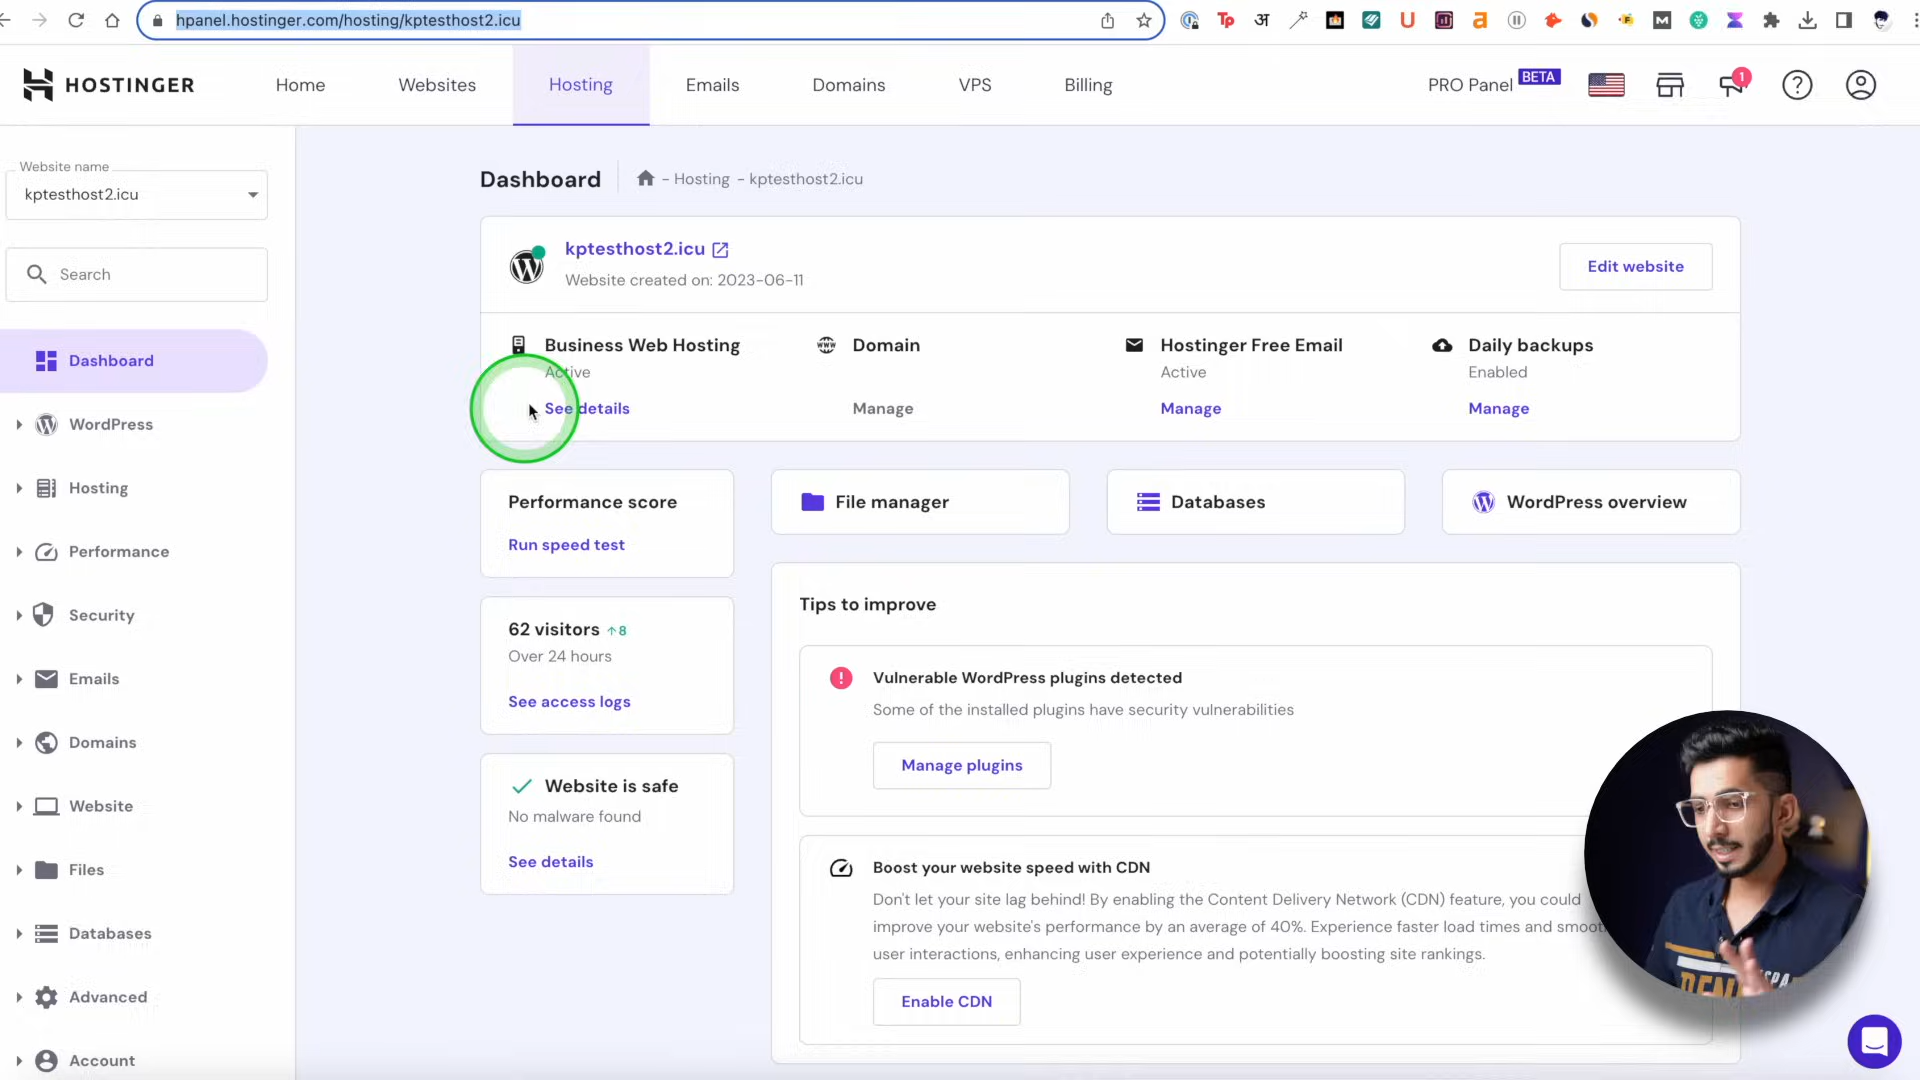 hpanel.hostinger.com/hosting/kptesthost2.icu
HOSTINGER
Home
Websites
Hosting
Emails
Domains
VPS
Billing
PRO Panel BETA
1
Website name
kptesthost2.icu
Search
Dashboard
WordPress
Hosting
Performance
Security
Emails
Domains
Website
Files
Databases
Advanced
Account
Dashboard
- Hosting - kptesthost2.icu
kptesthost2.icu
Website created on: 2023-06-11
Edit website
Business Web Hosting
Active
See details
Domain
Manage
Hostinger Free Email
Active
Manage
Daily backups
Enabled
Manage
Performance score
Run speed test
File manager
Databases
WordPress overview
62 visitors ↑8
Over 24 hours
See access logs
Website is safe
No malware found
See details
Tips to improve
Vulnerable WordPress plugins detected
Some of the installed plugins have security vulnerabilities
Manage plugins
Boost your website speed with CDN
Don't let your site lag behind! By enabling the Content Delivery Network (CDN) feature, you could
improve your website's performance by an average of 40%. Experience faster load times and smoot
user interactions, enhancing user experience and potentially boosting site rankings.
Enable CDN